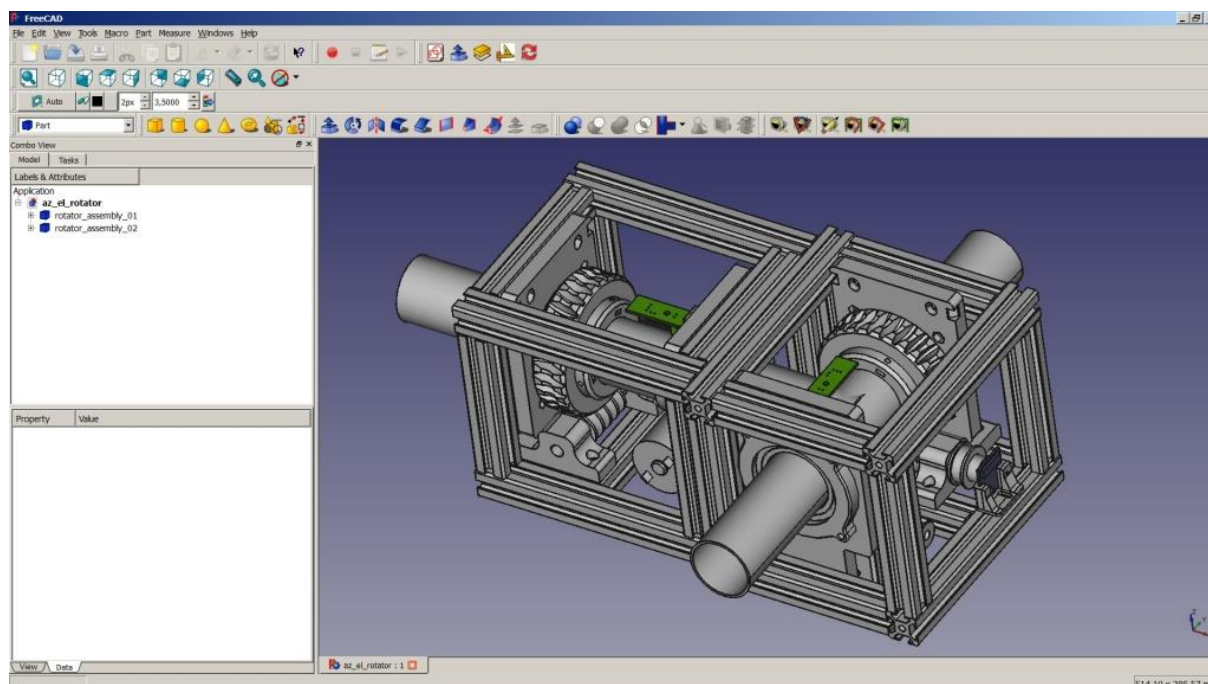 FreeCAD
File Edit View Tools Macro Part Measure Windows Help
Auto 2px 3,5000
Part
Combo View
Model Tasks
Labels & Attributes
Application
az_el_rotator
rotator_assembly_01
rotator_assembly_02
Property Value
View Data
az_el_rotator : 1
Z
Y